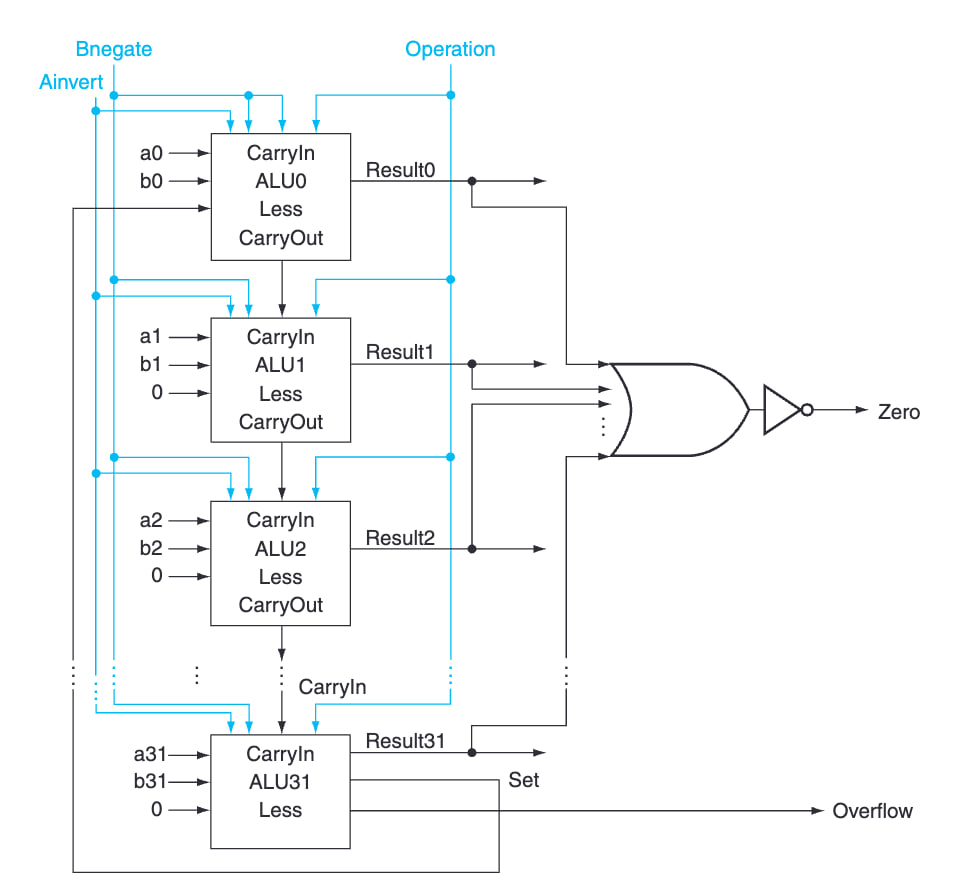 Bnegate
Operation
Ainvert
a0
b0
CarryIn
ALU0
Less
CarryOut
Result0
a1
b1
0
CarryIn
ALU1
Less
CarryOut
Result1
Zero
a2
b2
0
CarryIn
ALU2
Less
CarryOut
Result2
CarryIn
a31
b31
0
CarryIn
ALU31
Less
Result31
Set
Overflow